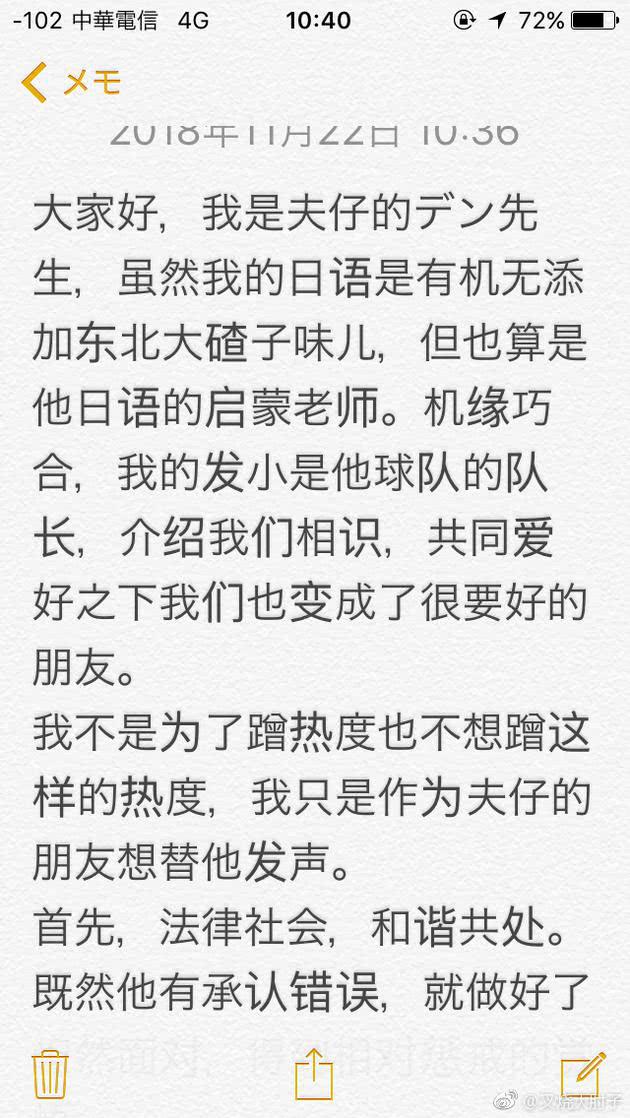 -102 中華電信 4G 10:40 72%
メモ
2018年11月22日 10:36
大家好，我是夫仔的デン先
生，虽然我的日语是有机无添
加东北大碴子味儿，但也算是
他日语的启蒙老师。机缘巧
合，我的发小是他球队的队
长，介绍我们相识，共同爱
好之下我们也变成了很要好的
朋友。
我不是为了蹭热度也不想蹭这
样的热度，我只是作为夫仔的
朋友想替他发声。
首先，法律社会，和谐共处。
既然他有承认错误，就做好了